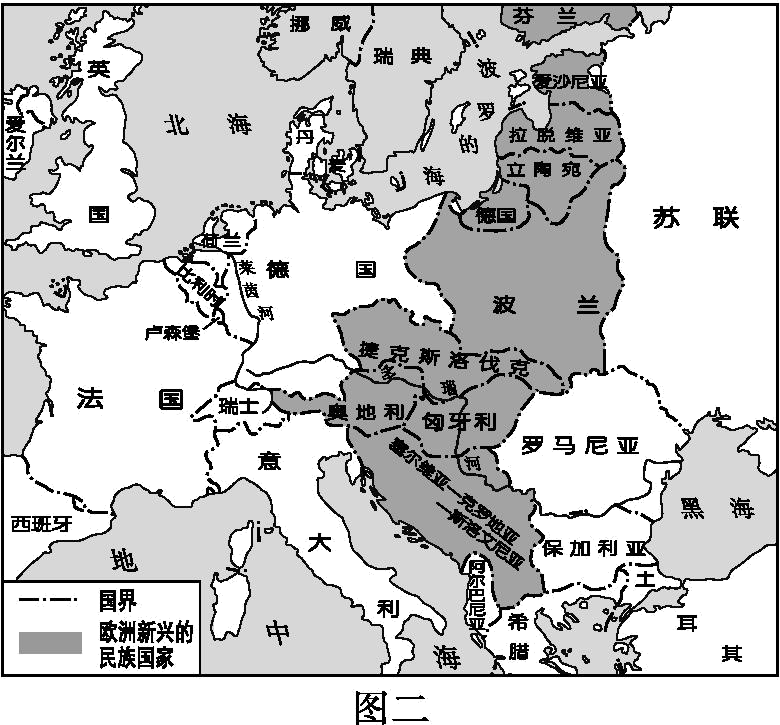 挪威
芬兰
瑞典
英国
爱沙尼亚
波罗的海
北海
爱尔兰
丹麦
拉脱维亚
立陶宛
德国
苏联
荷兰
莱茵河
德国
比利时
波兰
卢森堡
捷克斯洛伐克
多瑙河
法国
瑞士
奥地利
匈牙利
罗马尼亚
意大利
塞尔维亚—克罗地亚
—斯洛文尼亚
黑海
西班牙
保加利亚
地中海
阿尔巴尼亚
土耳其
希腊
国界
欧洲新兴的
民族国家
图二